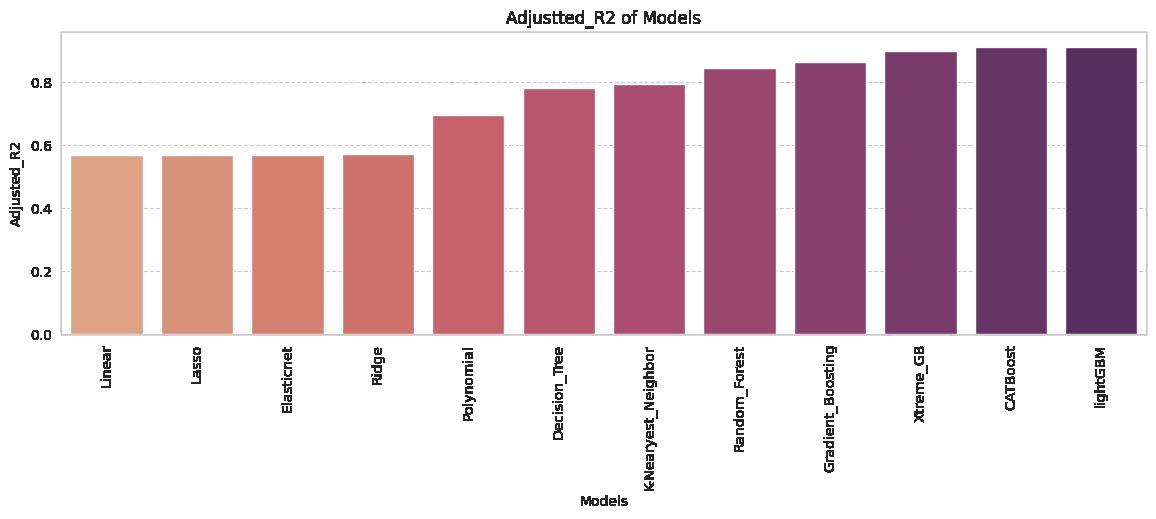 Adjustted_R2 of Models
Adjusted_R2
0.8
0.6
0.4
0.2
0.0
Linear
Lasso
Elasticnet
Ridge
Polynomial
Decision_Tree
K-Nearyest_Neighbor
Random_Forest
Gradient_Boosting
Xtreme_GB
CATBoost
lightGBM
Models